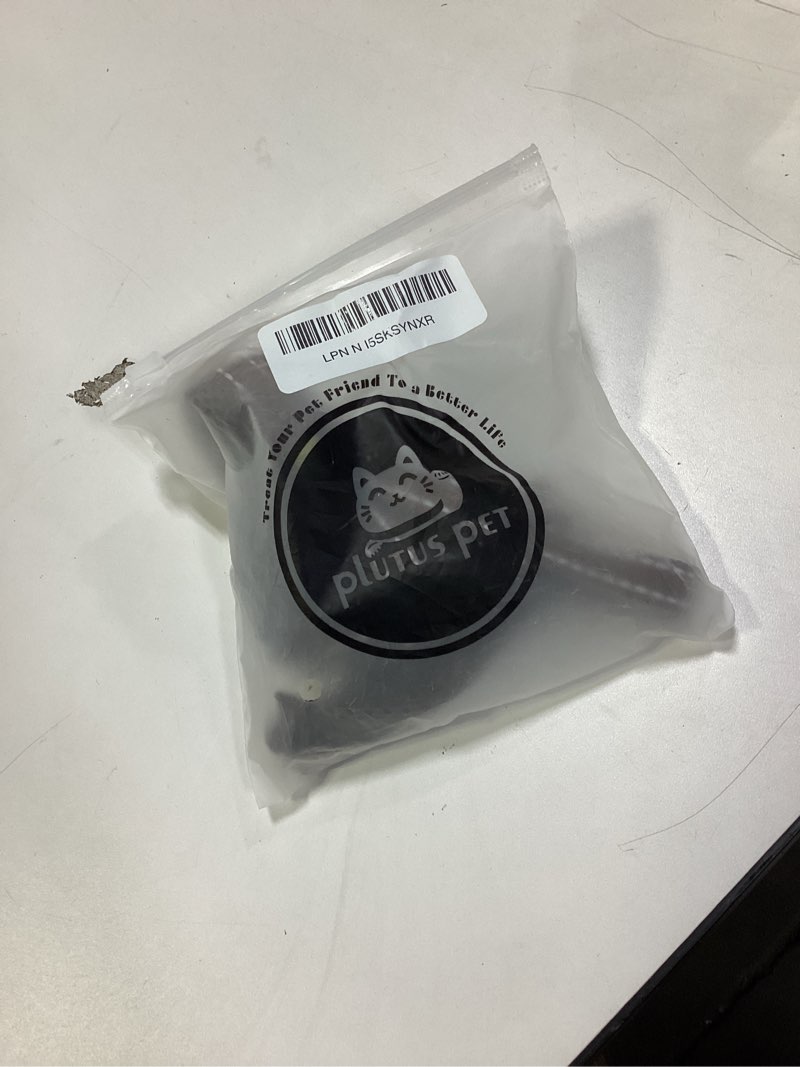 LPN N I5SKSYNXR
Treat Your Pet Friend To a Better Life
PLUTUS PET